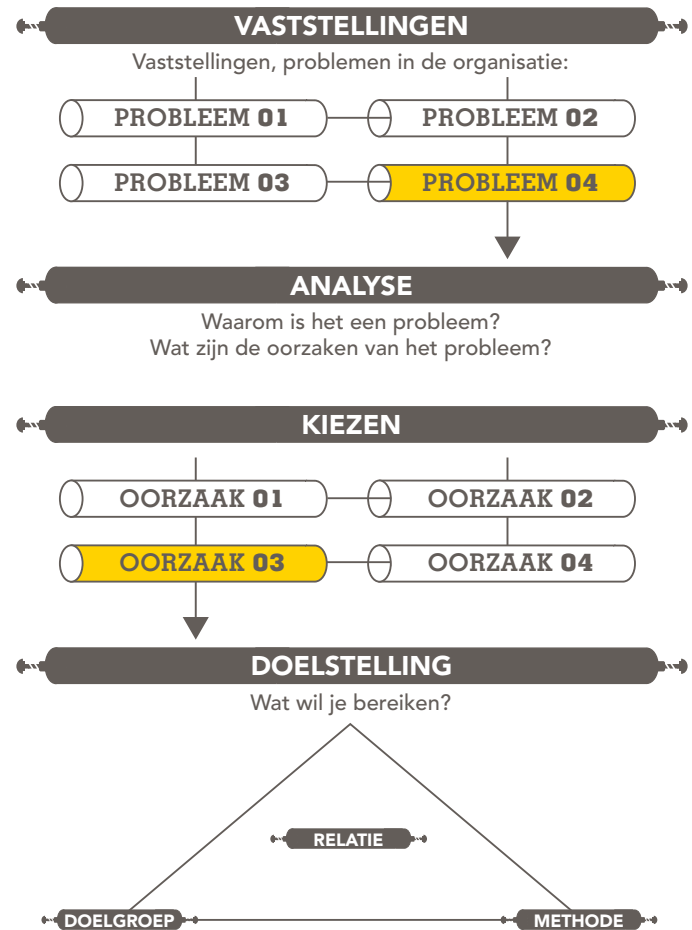 VASTSTELLINGEN
Vaststellingen, problemen in de organisatie:
PROBLEEM 01
PROBLEEM 02
PROBLEEM 03
PROBLEEM 04
ANALYSE
Waarom is het een probleem?
Wat zijn de oorzaken van het probleem?
KIEZEN
OORZAAK 01
OORZAAK 02
OORZAAK 03
OORZAAK 04
DOELSTELLING
Wat wil je bereiken?
RELATIE
DOELGROEP
METHODE